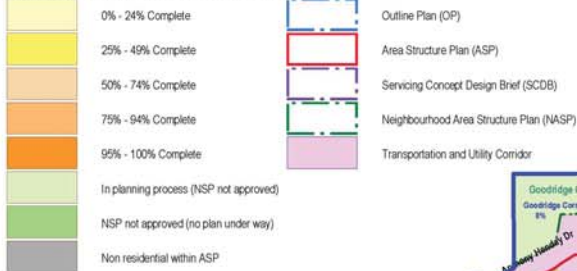 0% - 24% Complete
25% - 49% Complete
50% - 74% Complete
75% - 94% Complete
95% - 100% Complete
In planning process (NSP not approved)
NSP not approved (no plan under way)
Non residential within ASP
Outline Plan (OP)
Area Structure Plan (ASP)
Servicing Concept Design Brief (SCDB)
Neighbourhood Area Structure Plan (NASP)
Transportation and Utility Corridor
Goodridge
Goodridge Cor
8%
Anthony Henday Dr